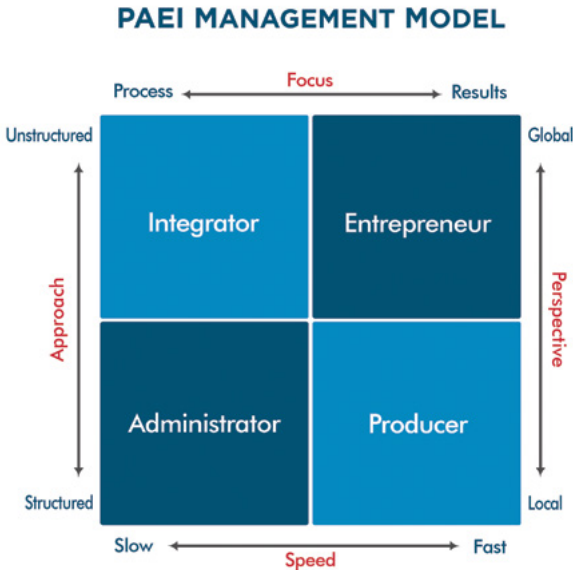 PAEI MANAGEMENT MODEL
Focus
Process
Results
Unstructured
Global
Integrator
Entrepreneur
Approach
Perspective
Administrator
Producer
Structured
Local
Slow
Fast
Speed